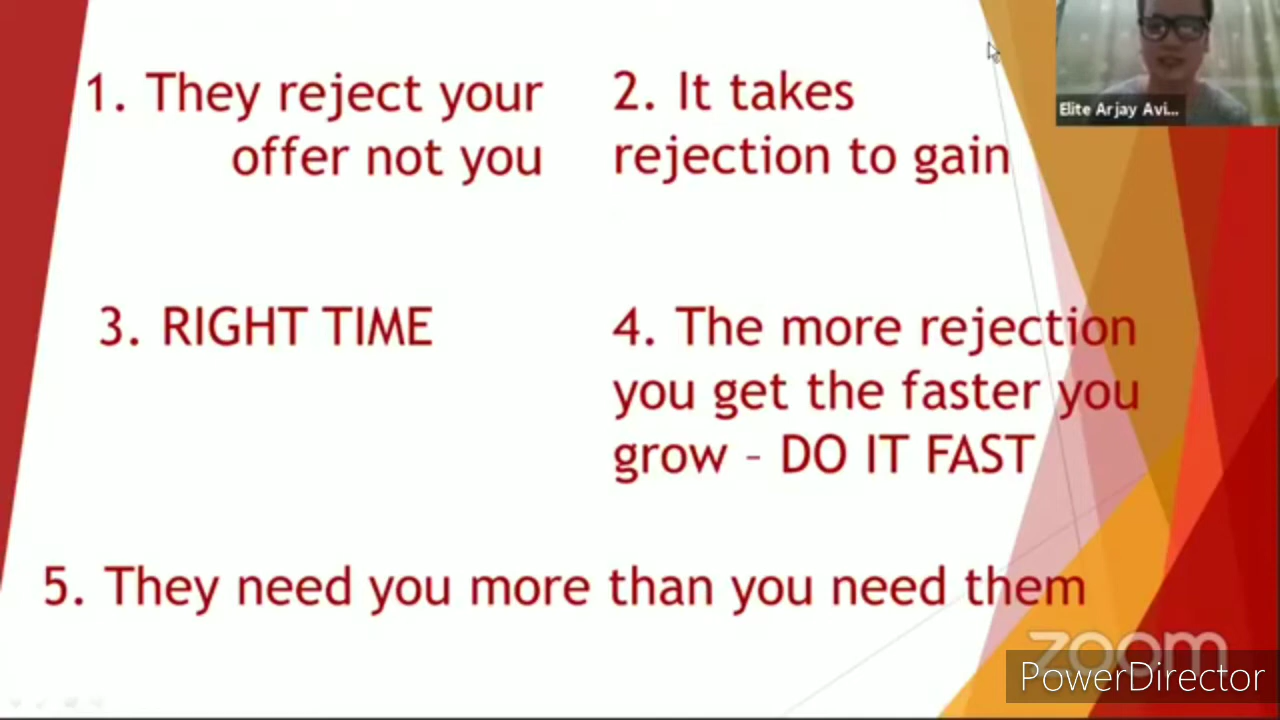 1. They reject your
offer not you
2. It takes
rejection to gain
3. RIGHT TIME
4. The more rejection
you get the faster you
grow – DO IT FAST
5. They need you more than you need them
Elite Arjay Avi...
zoom
PowerDirector